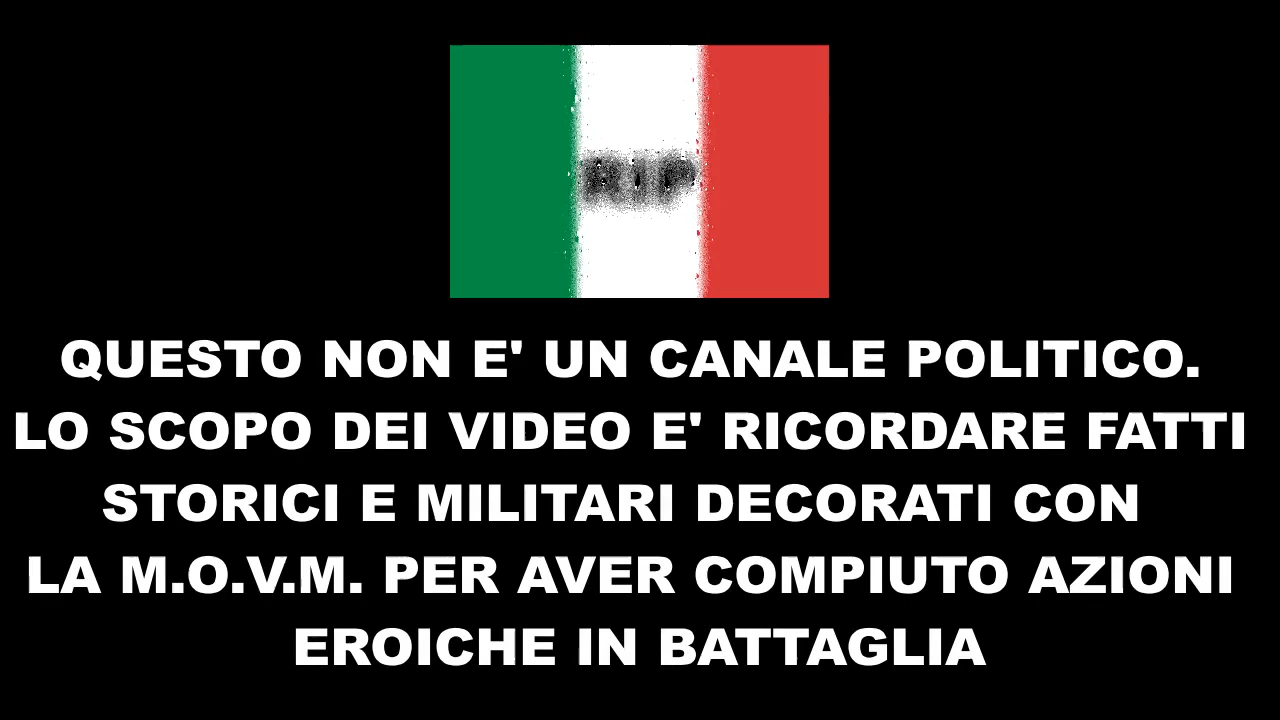 RIP
QUESTO NON E' UN CANALE POLITICO.
LO SCOPO DEI VIDEO E' RICORDARE FATTI
STORICI E MILITARI DECORATI CON
LA M.O.V.M. PER AVER COMPIUTO AZIONI
EROICHE IN BATTAGLIA